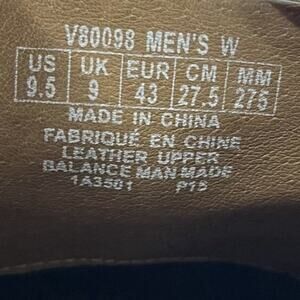 V80098 MEN'S W
US UK EUR CM MM
9.5 9 43 27.5 275
MADE IN CHINA
FABRIQUÉ EN CHINE
LEATHER UPPER
BALANCE MAN MADE
1A3501 P15